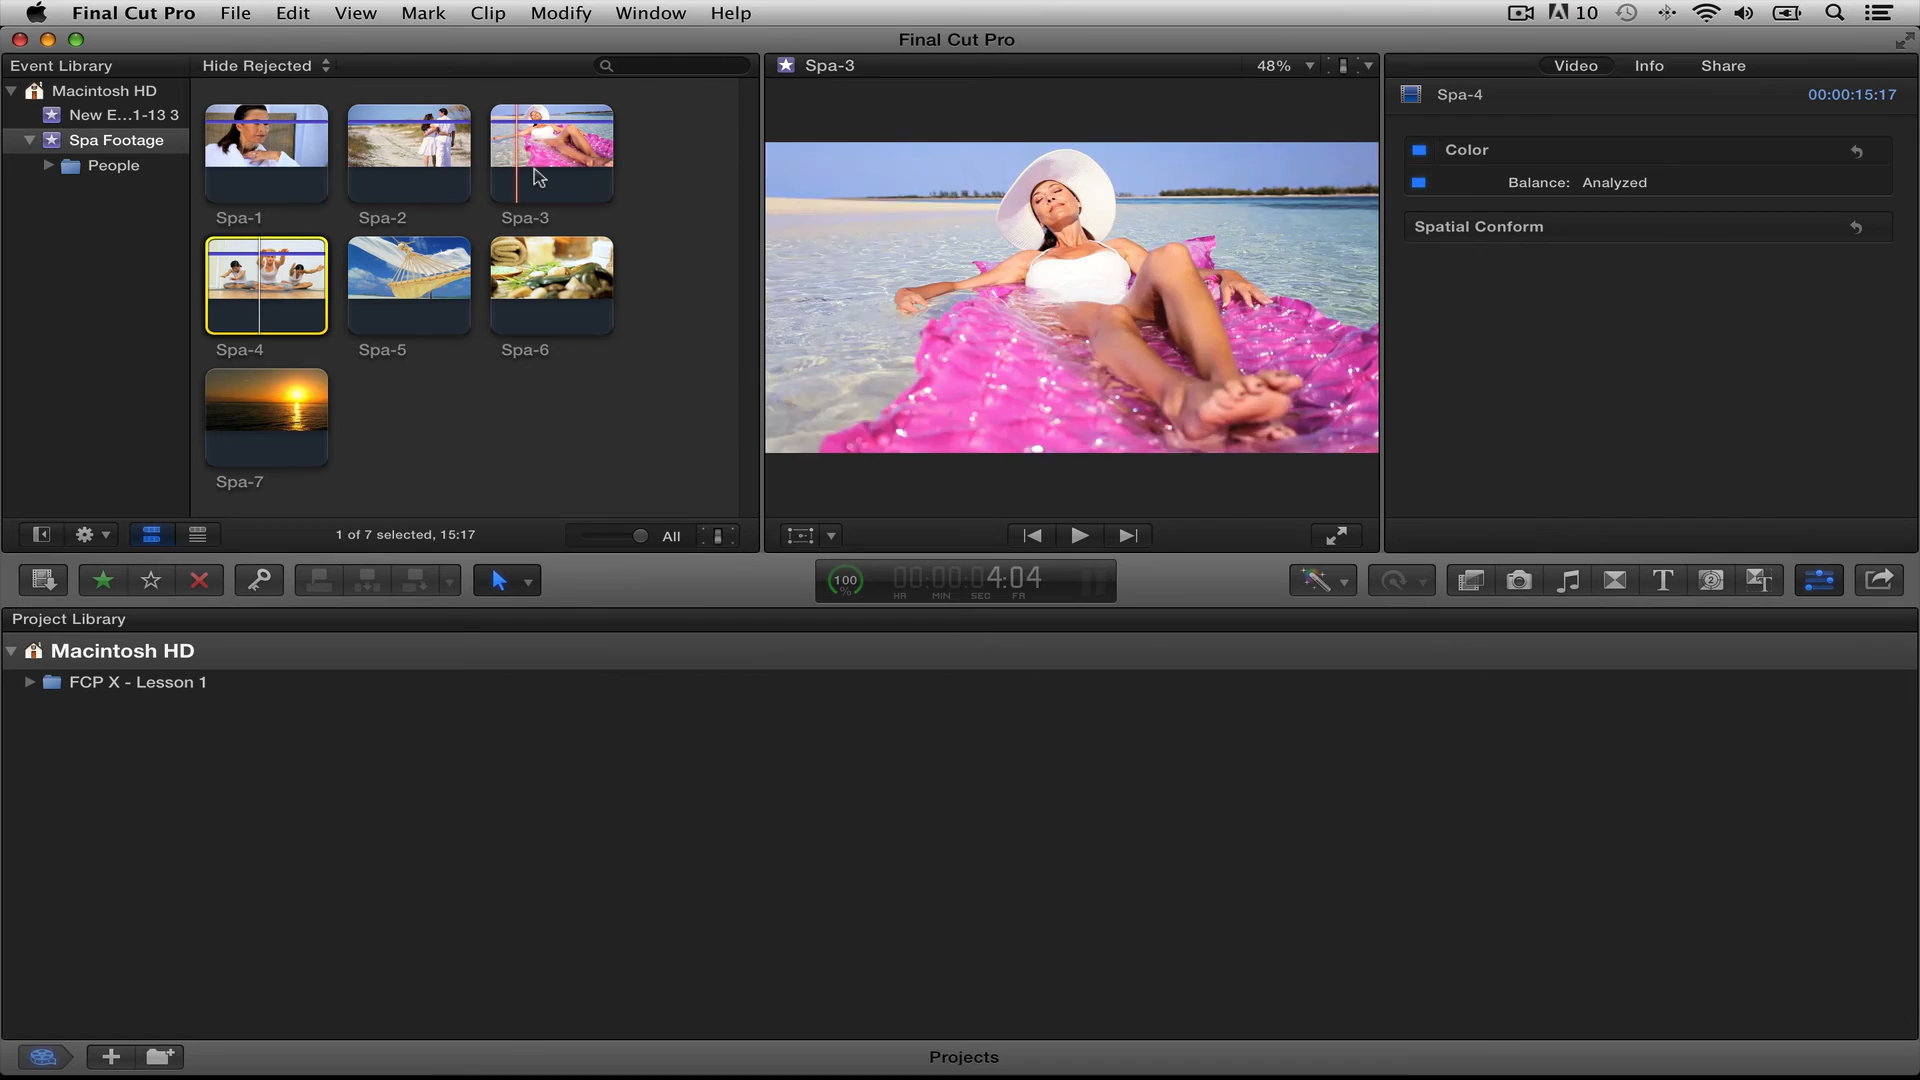 Final Cut Pro File Edit View Mark Clip Modify Window Help 10
Final Cut Pro
Event Library
Hide Rejected
Spa-3
48%
Video Info Share
Macintosh HD
New E...1-13 3
Spa Footage
People
Spa-1 Spa-2 Spa-3
Spa-4 Spa-5 Spa-6
Spa-7
Spa-4 00:00:15:17
Color
Balance: Analyzed
Spatial Conform
1 of 7 selected, 15:17
All
100
%
00:00:04:04
HR MIN SEC FR
T
2
T
Project Library
Macintosh HD
FCP X - Lesson 1
Projects